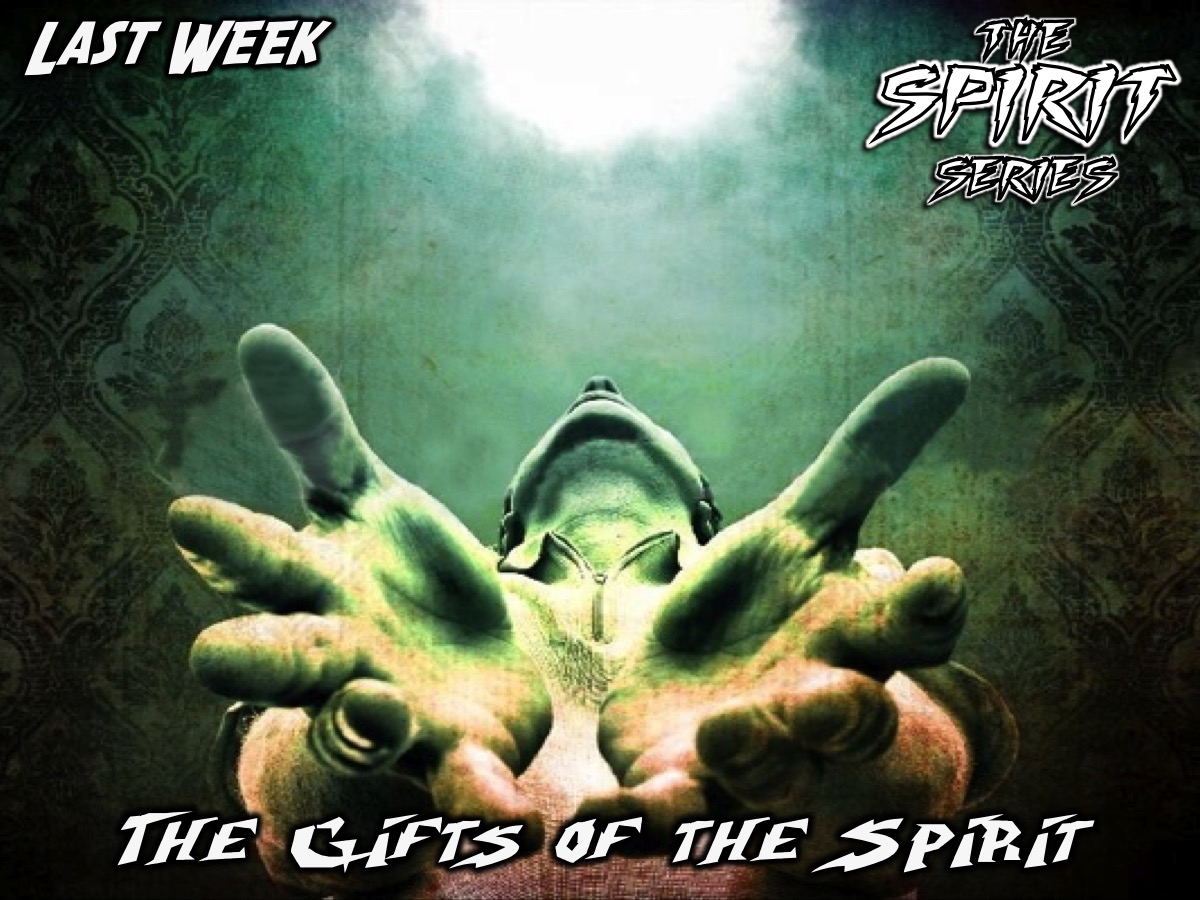 Last Week
THE
SPIRIT
SERIES
The Gifts of the Spirit